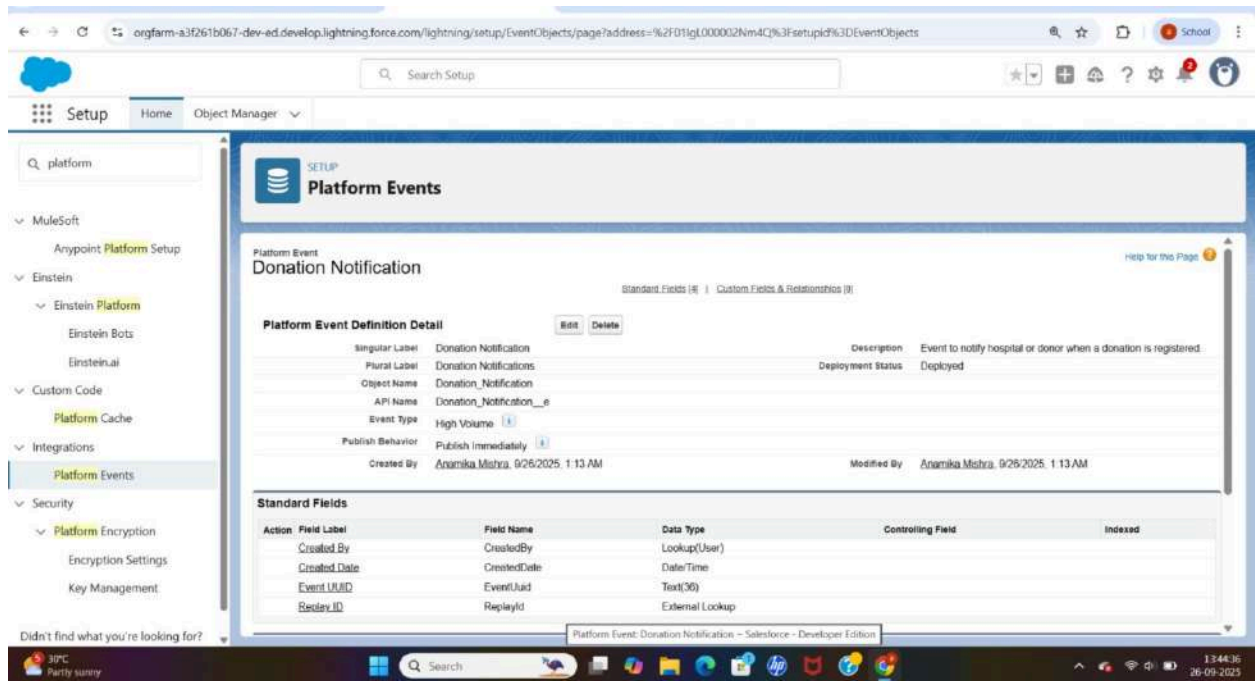 orgfarm-a3f261b067-dev-ed.develop.lightning.force.com/lightning/setup/EventObjects/page?address=%2F01IgL000002Nm4Q%3Fsetupid%3DEventObjects
School
Search Setup
2
Setup
Home
Object Manager
platform
MuleSoft
Anypoint Platform Setup
Einstein
Einstein Platform
Einstein Bots
Einstein.ai
Custom Code
Platform Cache
Integrations
Platform Events
Security
Platform Encryption
Encryption Settings
Key Management
Didn't find what you're looking for?
SETUP
Platform Events
Platform Event
Donation Notification
Help for this Page
Standard Fields [4] | Custom Fields & Relationships [0]
Platform Event Definition Detail Edit Delete
Singular Label Donation Notification Description Event to notify hospital or donor when a donation is registered.
Plural Label Donation Notifications Deployment Status Deployed
Object Name Donation_Notification
API Name Donation_Notification__e
Event Type High Volume i
Publish Behavior Publish Immediately i
Created By Anamika Mishra, 9/26/2025, 1:13 AM Modified By Anamika Mishra, 9/26/2025, 1:13 AM
Standard Fields
Action Field Label Field Name Data Type Controlling Field Indexed
Created By CreatedBy Lookup(User)
Created Date CreatedDate Date/Time
Event UUID EventUuid Text(36)
Replay ID ReplayId External Lookup
Platform Event: Donation Notification ~ Salesforce - Developer Edition
30°C
Partly sunny
Search
hp
13:44:36
26-09-2025